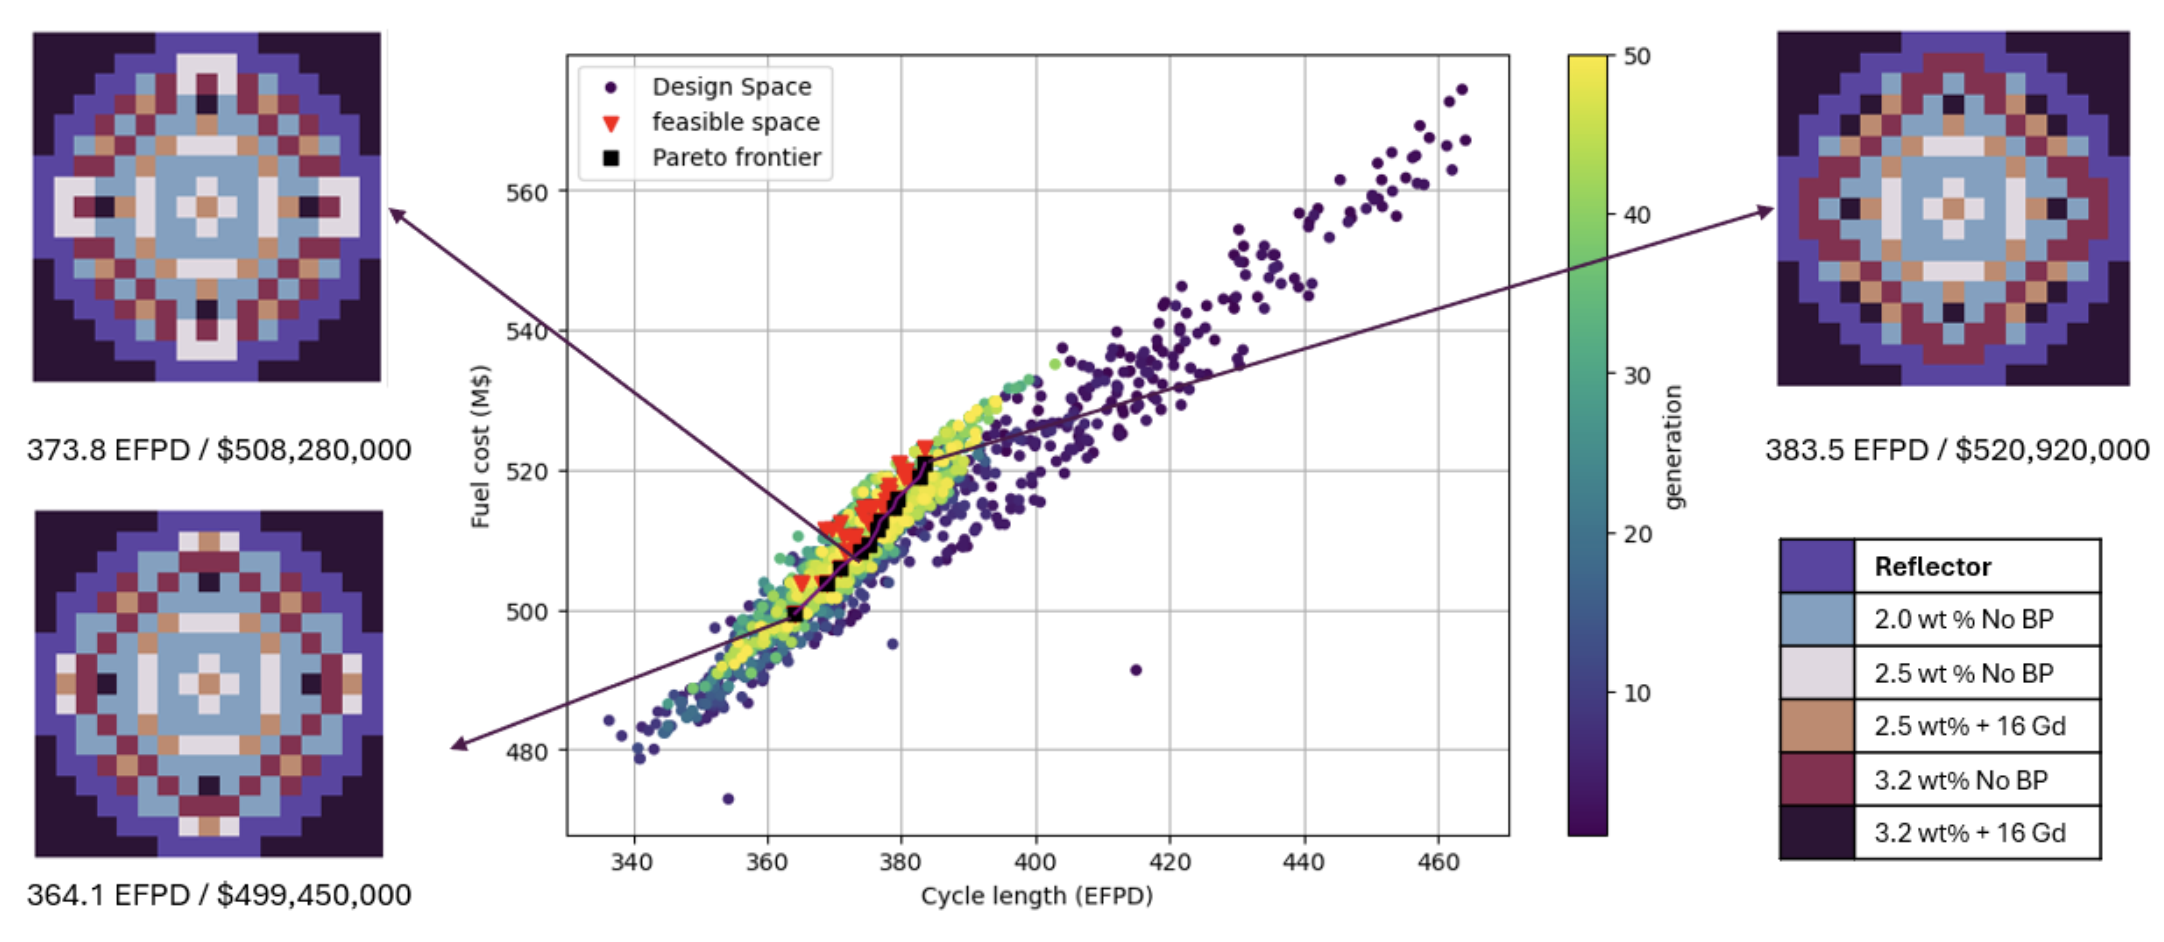 Design Space
feasible space
Pareto frontier
560
540
520
500
480
Fuel cost (M$)
340 360 380 400 420 440 460
Cycle length (EFPD)
50
40
30
20
10
generation
373.8 EFPD / $508,280,000
364.1 EFPD / $499,450,000
383.5 EFPD / $520,920,000
Reflector
2.0 wt % No BP
2.5 wt % No BP
2.5 wt% + 16 Gd
3.2 wt% No BP
3.2 wt% + 16 Gd